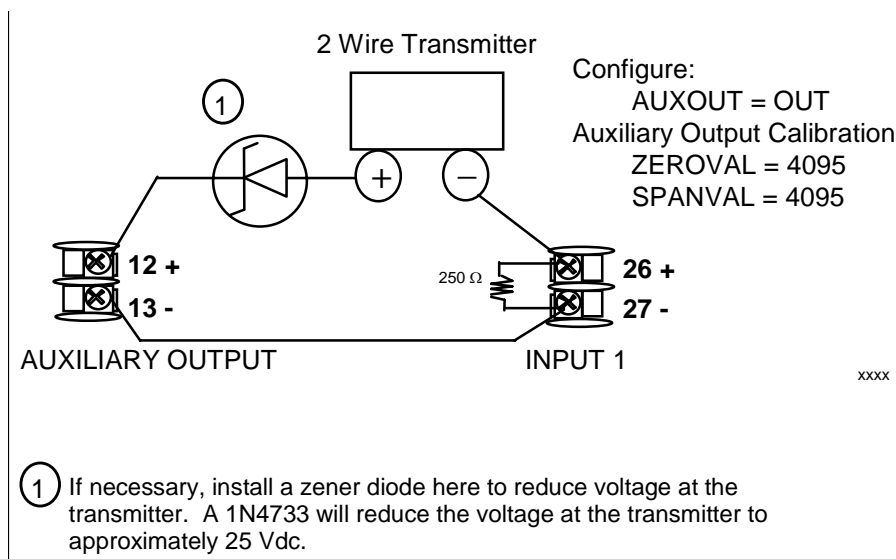 2 Wire Transmitter
Configure:
AUXOUT = OUT
Auxiliary Output Calibration
ZEROVAL = 4095
SPANVAL = 4095
1
+
−
12 +
13 -
250 Ω
26 +
27 -
AUXILIARY OUTPUT
INPUT 1
xxxx
1 If necessary, install a zener diode here to reduce voltage at the
transmitter. A 1N4733 will reduce the voltage at the transmitter to
approximately 25 Vdc.